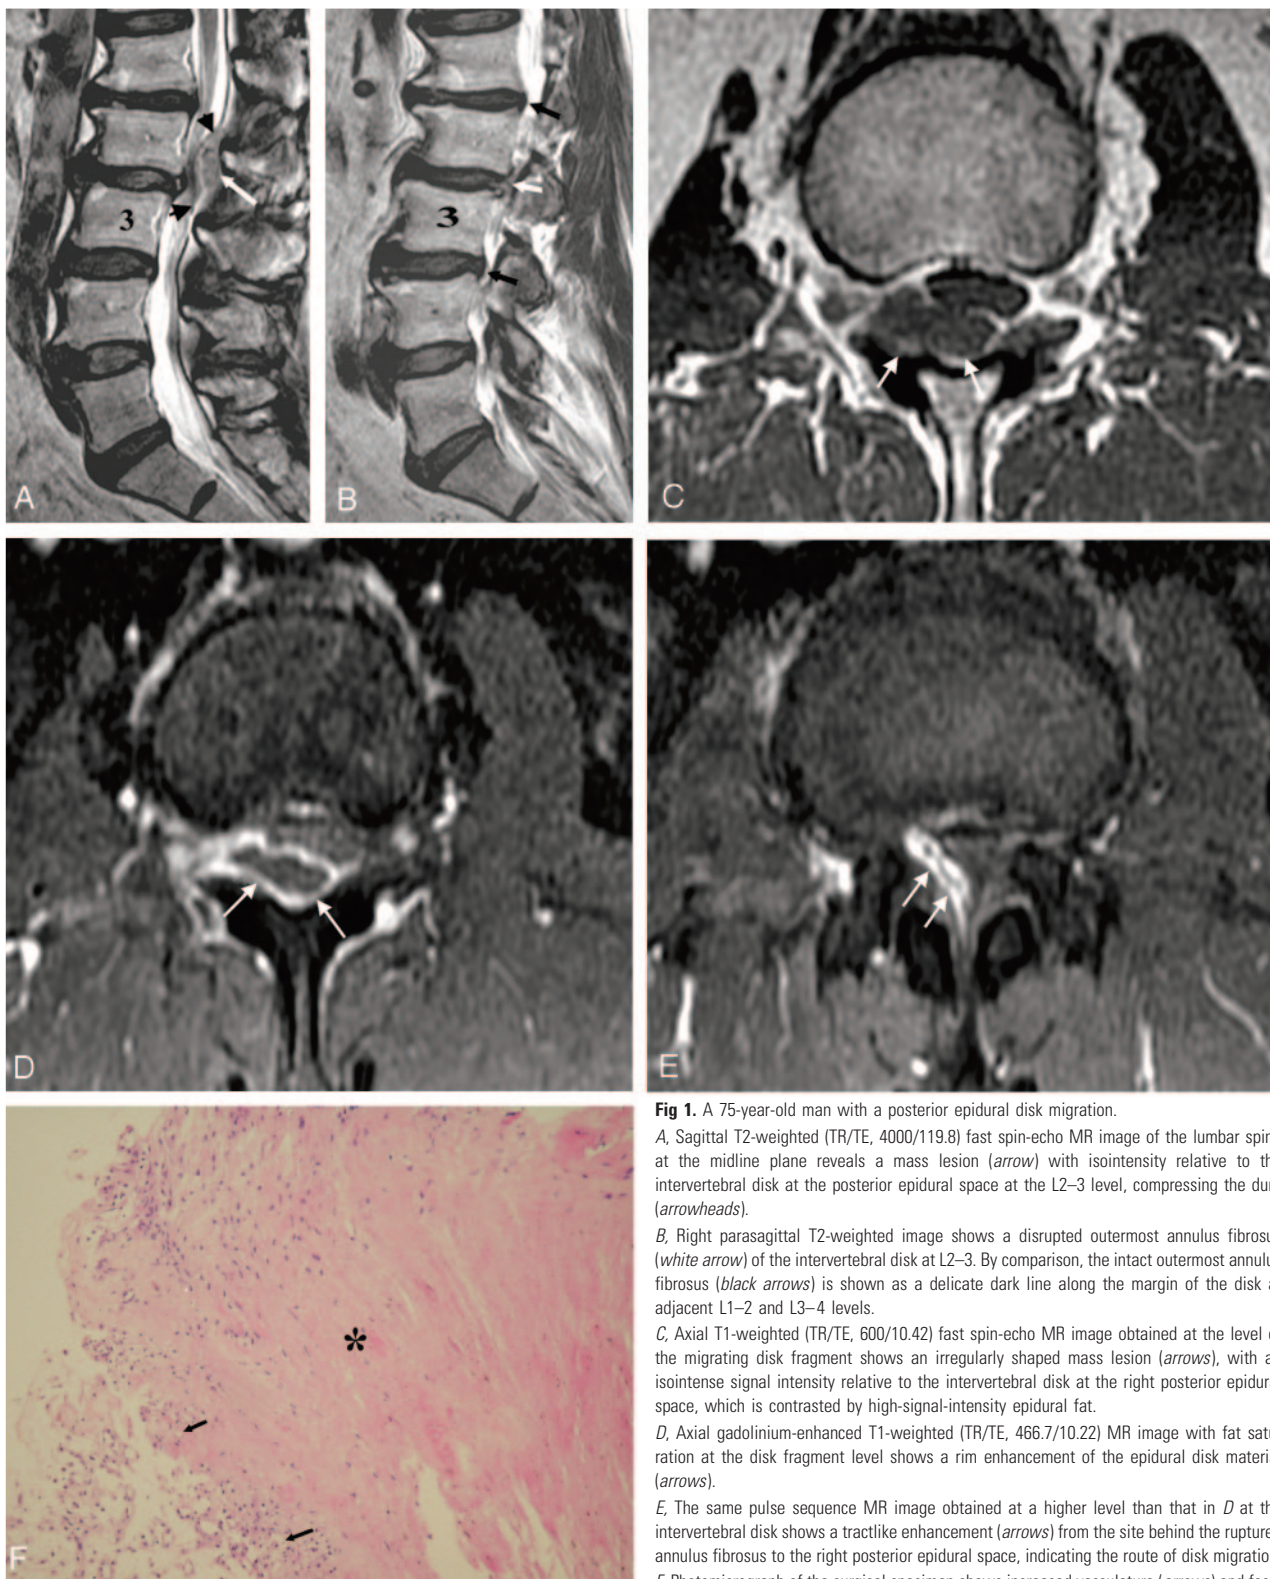 3
A
3
B
C
D
E
F
*
Fig 1. A 75-year-old man with a posterior epidural disk migration.
A, Sagittal T2-weighted (TR/TE, 4000/119.8) fast spin-echo MR image of the lumbar spin
at the midline plane reveals a mass lesion (arrow) with isointensity relative to th
intervertebral disk at the posterior epidural space at the L2–3 level, compressing the dur
(arrowheads).
B, Right parasagittal T2-weighted image shows a disrupted outermost annulus fibrosu
(white arrow) of the intervertebral disk at L2–3. By comparison, the intact outermost annulu
fibrosus (black arrows) is shown as a delicate dark line along the margin of the disk a
adjacent L1–2 and L3–4 levels.
C, Axial T1-weighted (TR/TE, 600/10.42) fast spin-echo MR image obtained at the level o
the migrating disk fragment shows an irregularly shaped mass lesion (arrows), with a
isointense signal intensity relative to the intervertebral disk at the right posterior epidur
space, which is contrasted by high-signal-intensity epidural fat.
D, Axial gadolinium-enhanced T1-weighted (TR/TE, 466.7/10.22) MR image with fat satu
ration at the disk fragment level shows a rim enhancement of the epidural disk materia
(arrows).
E, The same pulse sequence MR image obtained at a higher level than that in D at th
intervertebral disk shows a tractlike enhancement (arrows) from the site behind the rupture
annulus fibrosus to the right posterior epidural space, indicating the route of disk migratio
F Photomicrograph of the surgical specimen shows increased vasculature (arrows) and